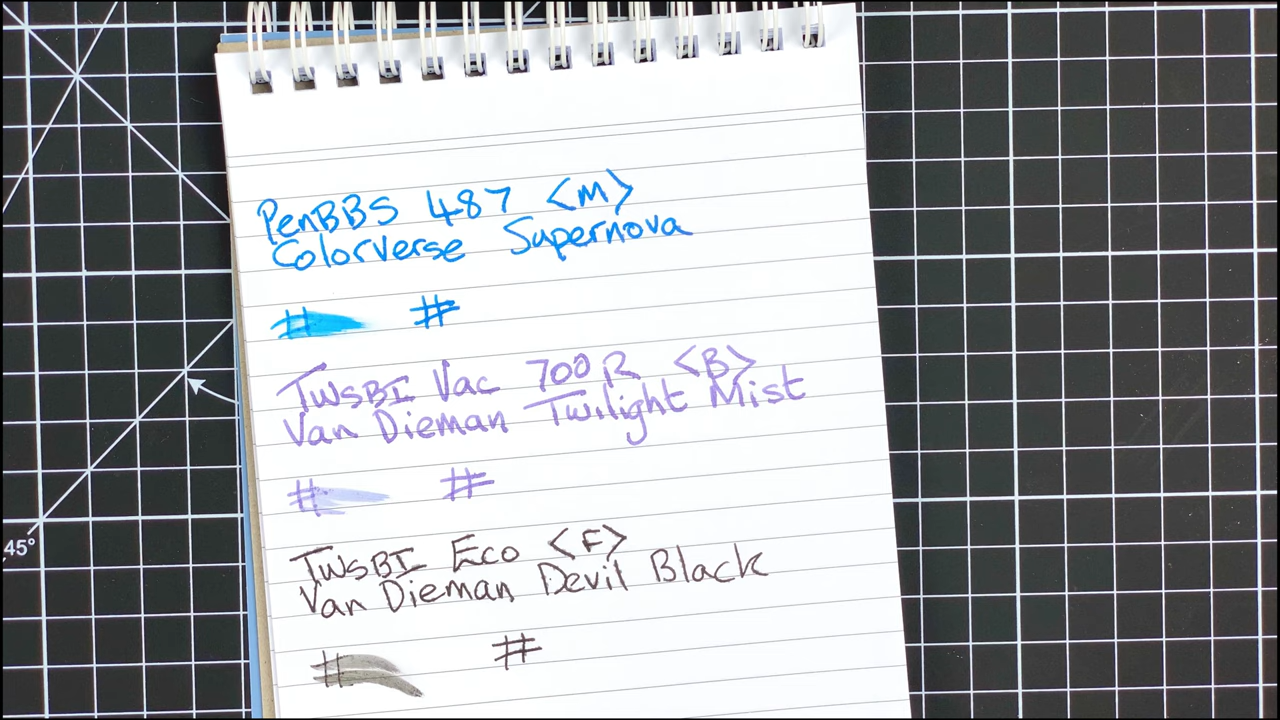 PenBBS 487 <M>
Colorverse Supernova
# #
TWSBI Vac 700R <B>
Van Dieman Twilight Mist
# #
TWSBI Eco <F>
Van Dieman Devil Black
# #
45°